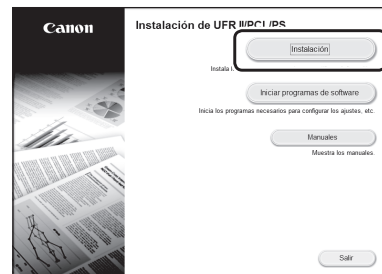 Canon
Instalación de UFR II/PCL/PS
Instalación
Instala l
Iniciar programas de software
Inicia los programas necesarios para configurar los ajustes, etc.
Manuales
Muestra los manuales.
Salir